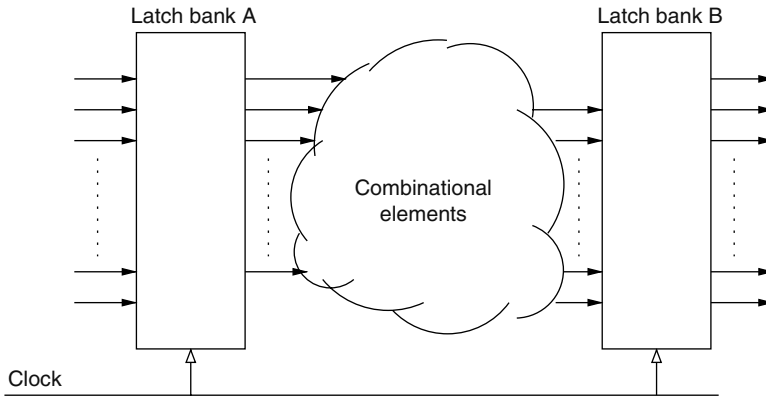 Latch bank A
Latch bank B
Combinational
elements
Clock